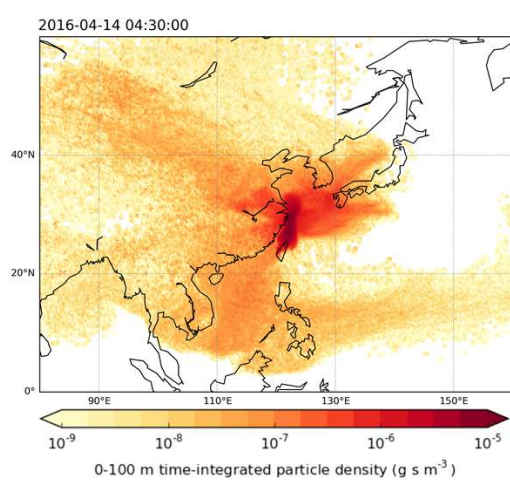 2016-04-14 04:30:00
40°N
20°N
0°
90°E 110°E 130°E 150°E
10⁻⁹ 10⁻⁸ 10⁻⁷ 10⁻⁶ 10⁻⁵
0-100 m time-integrated particle density (g s m⁻³)